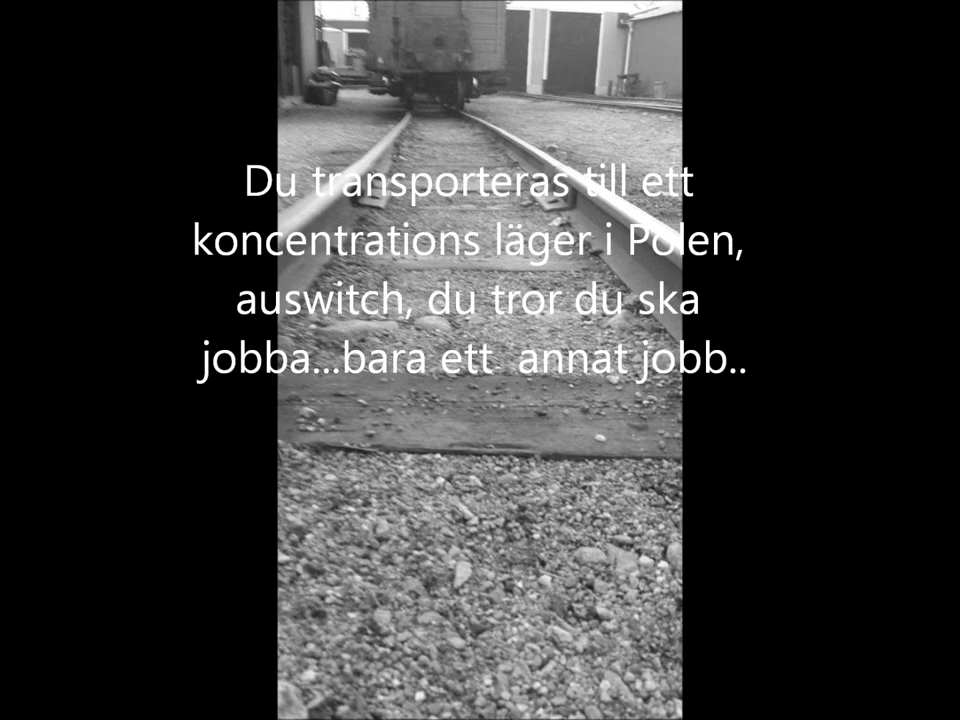 Du transporteras till ett
koncentrations läger i Polen,
auswitch, du tror du ska
jobba...bara ett  annat jobb..